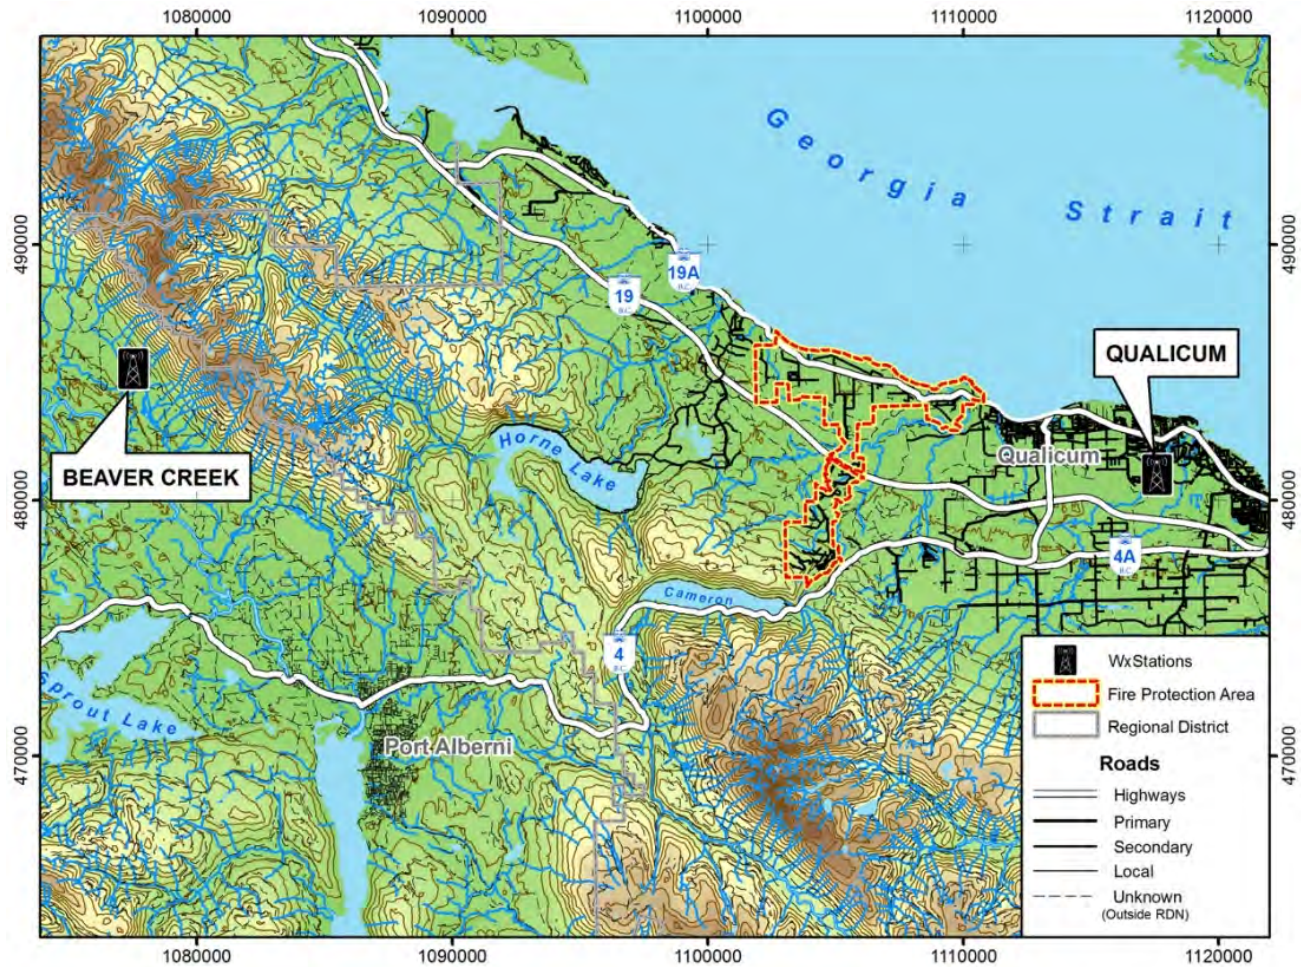 1080000 1090000 1100000 1110000 1120000
Georgia Strait
490000 490000
19A
B.C.
19
B.C.
QUALICUM
BEAVER CREEK
Horne Lake
Qualicum
480000 480000
4A
B.C.
Cameron
4
B.C.
sprout Lake
Port Alberni
470000 470000
WxStations
Fire Protection Area
Regional District
Roads
Highways
Primary
Secondary
Local
Unknown
(Outside RDN)
1080000 1090000 1100000 1110000 1120000